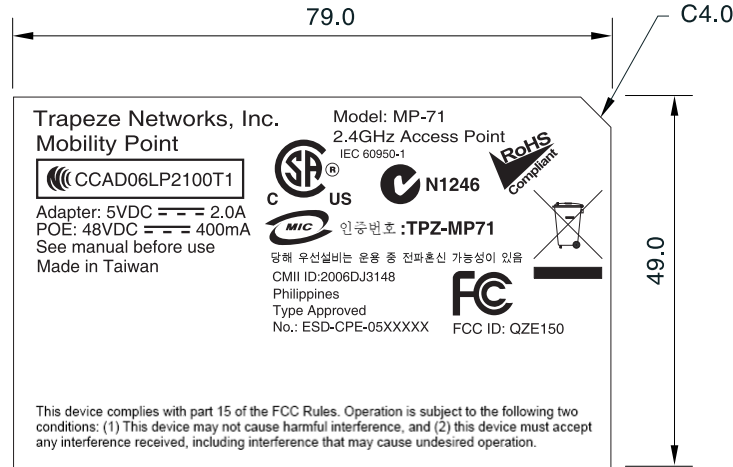 79.0
C4.0
49.0
Trapeze Networks, Inc.
Mobility Point
CCAD06LP2100T1
Adapter: 5VDC 2.0A
POE: 48VDC 400mA
See manual before use
Made in Taiwan
Model: MP-71
2.4GHz Access Point
IEC 60950-1
SA ®
C US
N1246
RoHS
Compliant
MIC 인증번호 :TPZ-MP71
당해 우선설비는 운용 중 전파혼신 가능성이 있음
CMII ID:2006DJ3148
Philippines
Type Approved
No.: ESD-CPE-05XXXXX
FC
FCC ID: QZE150
This device complies with part 15 of the FCC Rules. Operation is subject to the following two
conditions: (1) This device may not cause harmful interference, and (2) this device must accept
any interference received, including interference that may cause undesired operation.